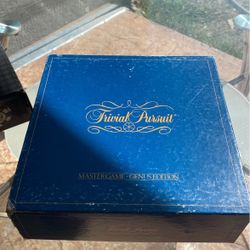 Trivial Pursuit
MASTER GAME - GENUS EDITION